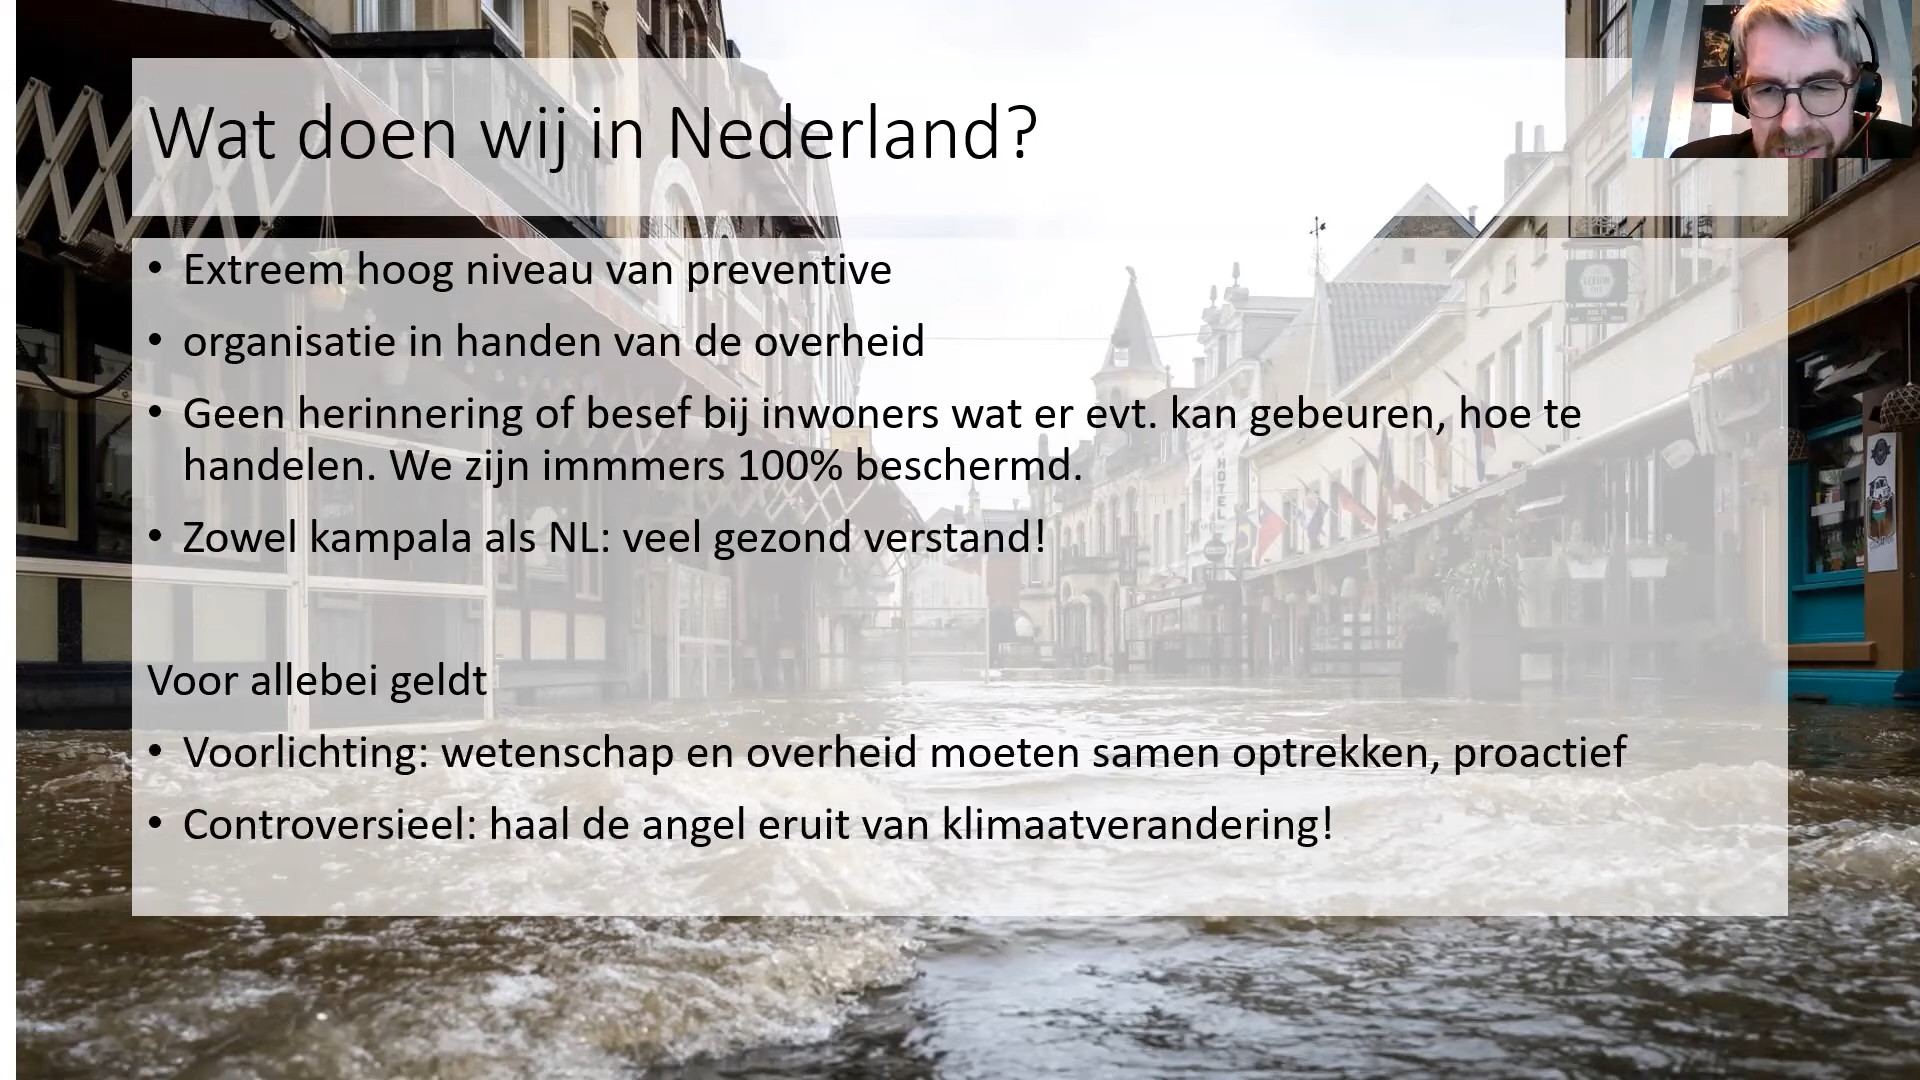 Wat doen wij in Nederland?
• Extreem hoog niveau van preventive
• organisatie in handen van de overheid
• Geen herinnering of besef bij inwoners wat er evt. kan gebeuren, hoe te
handelen. We zijn immmers 100% beschermd.
• Zowel kampala als NL: veel gezond verstand!
HOTEL
Voor allebei geldt
• Voorlichting: wetenschap en overheid moeten samen optrekken, proactief
• Controversieel: haal de angel eruit van klimaatverandering!